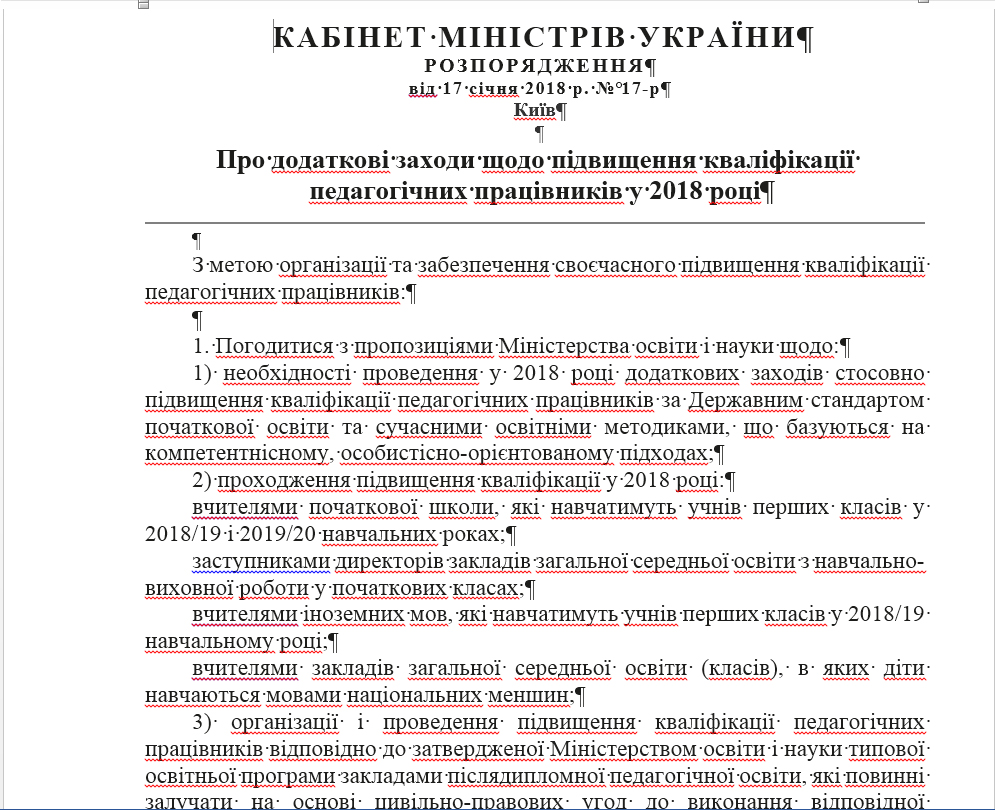 КАБІНЕТ МІНІСТРІВ УКРАЇНИ¶
РОЗПОРЯДЖЕННЯ¶
від 17 січня 2018 р. №°17-р¶
Київ¶
¶
Про додаткові заходи щодо підвищення кваліфікації
педагогічних працівників у 2018 році¶
¶
З метою організації та забезпечення своєчасного підвищення кваліфікації
педагогічних працівників:¶
¶
1. Погодитися з пропозиціями Міністерства освіти і науки щодо:¶
1) необхідності проведення у 2018 році додаткових заходів стосовно
підвищення кваліфікації педагогічних працівників за Державним стандартом
початкової освіти та сучасними освітніми методиками, що базуються на
компетентнісному, особистісно-орієнтованому підходах;¶
2) проходження підвищення кваліфікації у 2018 році:¶
вчителями початкової школи, які навчатимуть учнів перших класів у
2018/19 і 2019/20 навчальних роках;¶
заступниками директорів закладів загальної середньої освіти з навчально-
виховної роботи у початкових класах;¶
вчителями іноземних мов, які навчатимуть учнів перших класів у 2018/19
навчальному році;¶
вчителями закладів загальної середньої освіти (класів), в яких діти
навчаються мовами національних меншин;¶
3) організації і проведення підвищення кваліфікації педагогічних
працівників відповідно до затвердженої Міністерством освіти і науки типової
освітньої програми закладами післядипломної педагогічної освіти, які повинні
залучати на основі цивільно-правових угод до виконання відповідної